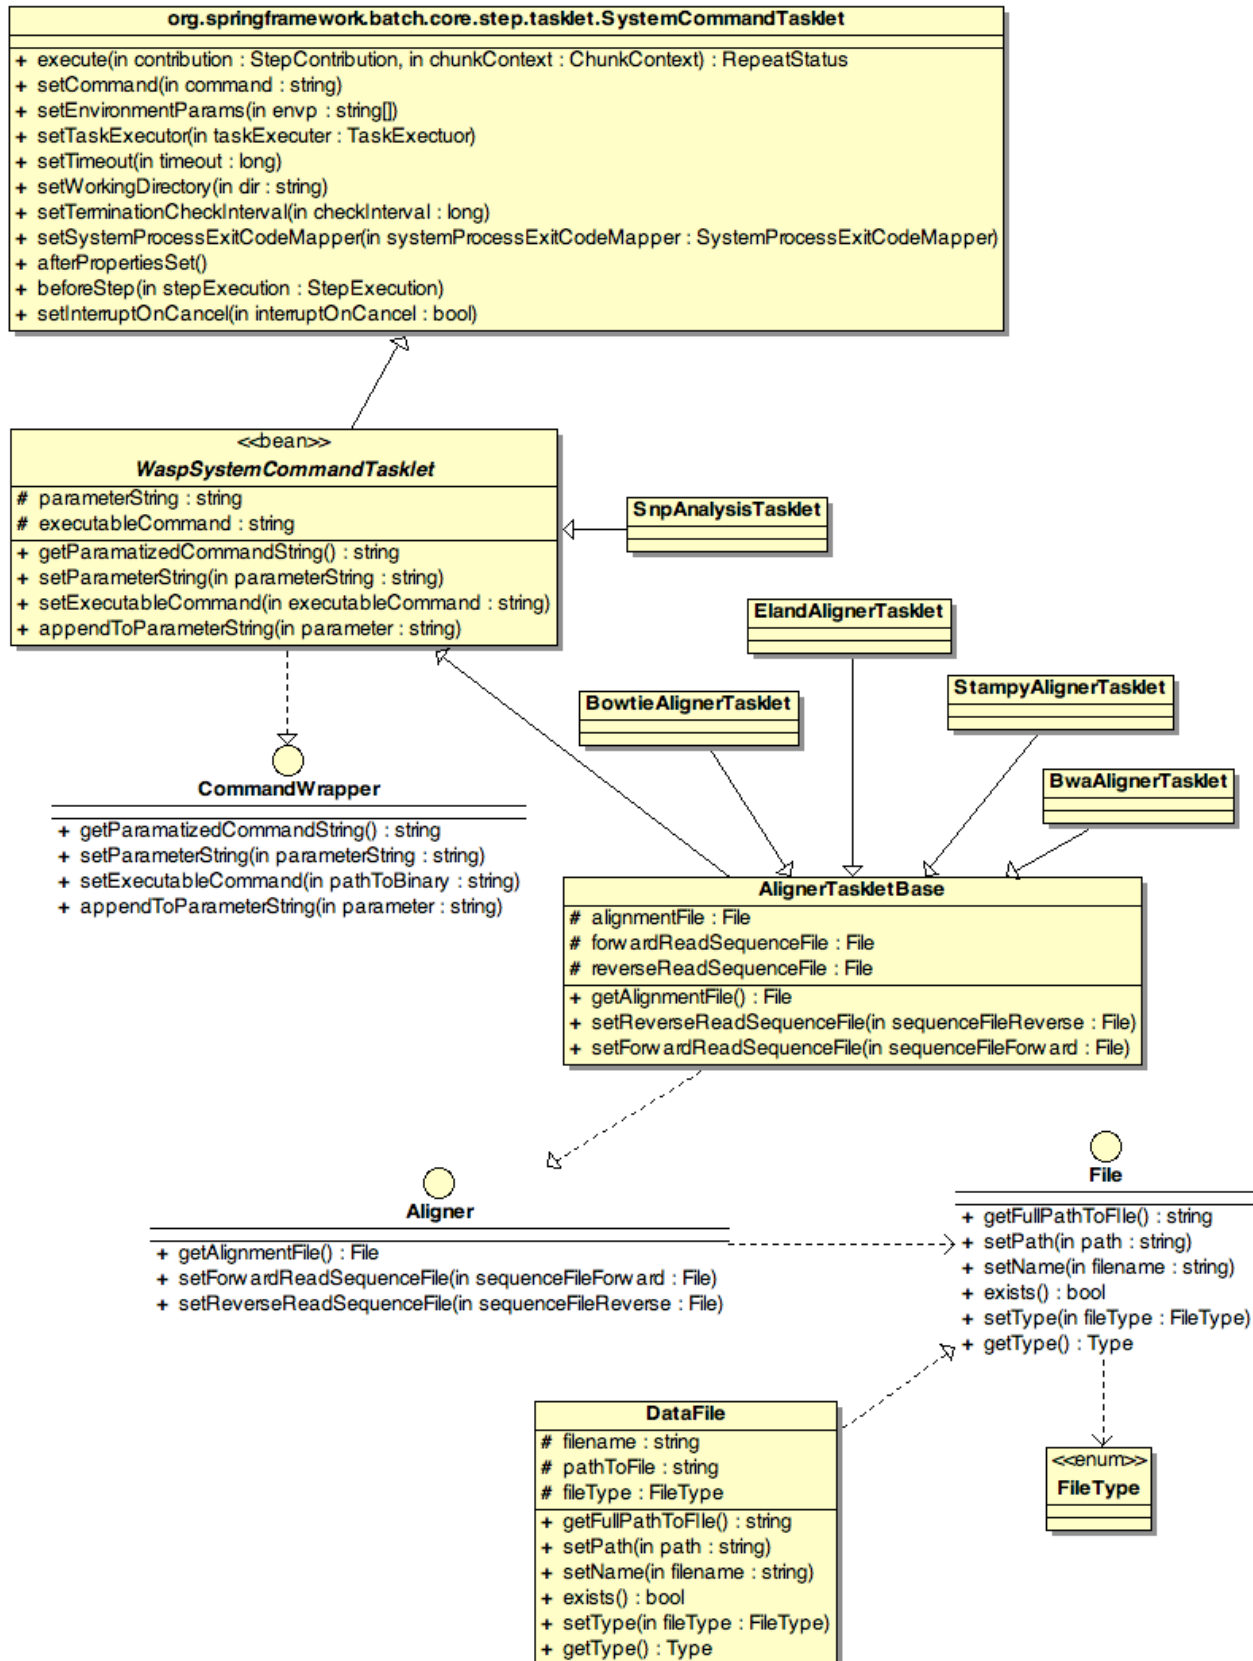 org.springframework.batch.core.step.tasklet.SystemCommandTasklet
+ execute(in contribution : StepContribution, in chunkContext : ChunkContext) : RepeatStatus
+ setCommand(in command : string)
+ setEnvironmentParams(in envp : string[])
+ setTaskExecutor(in taskExecuter : TaskExectuor)
+ setTimeout(in timeout : long)
+ setWorkingDirectory(in dir : string)
+ setTerminationCheckInterval(in checkInterval : long)
+ setSystemProcessExitCodeMapper(in systemProcessExitCodeMapper : SystemProcessExitCodeMapper)
+ afterPropertiesSet()
+ beforeStep(in stepExecution : StepExecution)
+ setInterruptOnCancel(in interruptOnCancel : bool)
<<bean>>
WaspSystemCommandTasklet
# parameterString : string
# executableCommand : string
+ getParamatizedCommandString() : string
+ setParameterString(in parameterString : string)
+ setExecutableCommand(in executableCommand : string)
+ appendToParameterString(in parameter : string)
SnpAnalysisTasklet
ElandAlignerTasklet
StampyAlignerTasklet
BowtieAlignerTasklet
BwaAlignerTasklet
CommandWrapper
+ getParamatizedCommandString() : string
+ setParameterString(in parameterString : string)
+ setExecutableCommand(in pathToBinary : string)
+ appendToParameterString(in parameter : string)
AlignerTaskletBase
# alignmentFile : File
# forwardReadSequenceFile : File
# reverseReadSequenceFile : File
+ getAlignmentFile() : File
+ setReverseReadSequenceFile(in sequenceFileReverse : File)
+ setForwardReadSequenceFile(in sequenceFileForward : File)
Aligner
+ getAlignmentFile() : File
+ setForwardReadSequenceFile(in sequenceFileForward : File)
+ setReverseReadSequenceFile(in sequenceFileReverse : File)
File
+ getFullPathToFIle() : string
+ setPath(in path : string)
+ setName(in filename : string)
+ exists() : bool
+ setType(in fileType : FileType)
+ getType() : Type
DataFile
# filename : string
# pathToFile : string
# fileType : FileType
+ getFullPathToFIle() : string
+ setPath(in path : string)
+ setName(in filename : string)
+ exists() : bool
+ setType(in fileType : FileType)
+ getType() : Type
<<enum>>
FileType